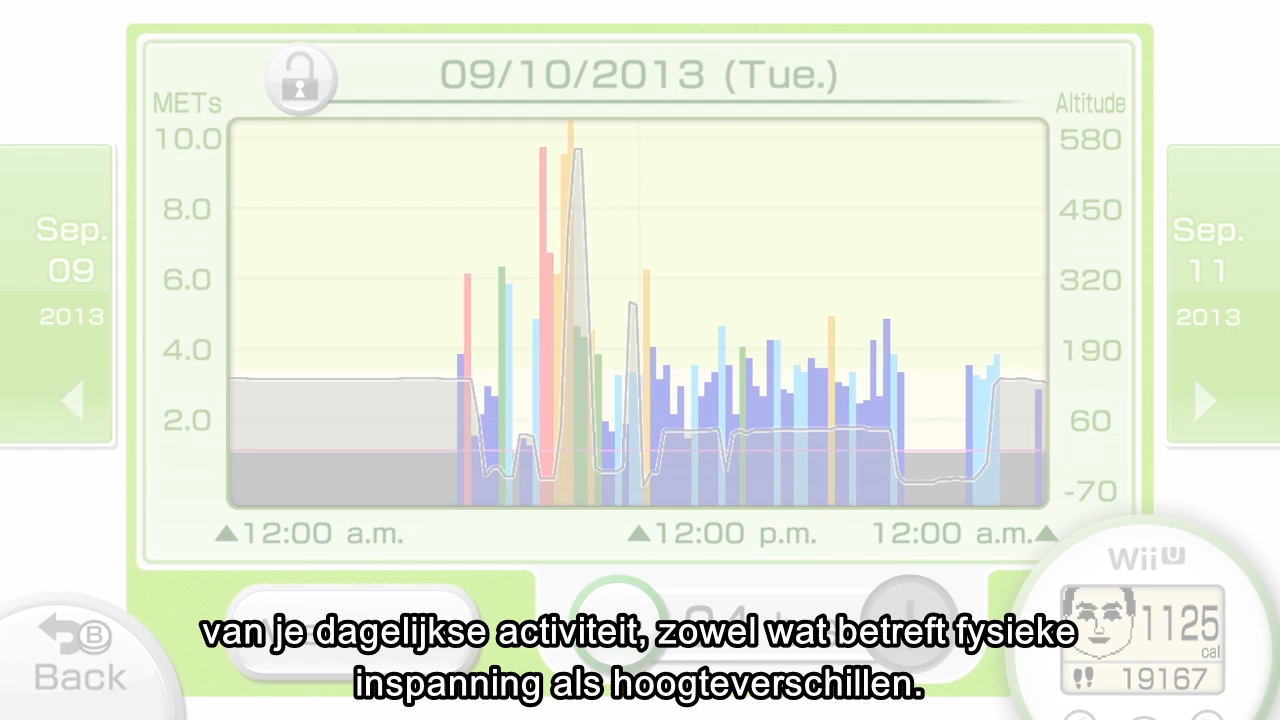 09/10/2013 (Tue.)
METs
Altitude
10.0
580
8.0
450
6.0
320
4.0
190
2.0
60
-70
Sep.
09
2013
Sep.
11
2013
12:00 a.m.
12:00 p.m.
12:00 a.m.
Back
B
Wii U
1125
cal
19167
van je dagelijkse activiteit, zowel wat betreft fysieke
inspanning als hoogteverschillen.